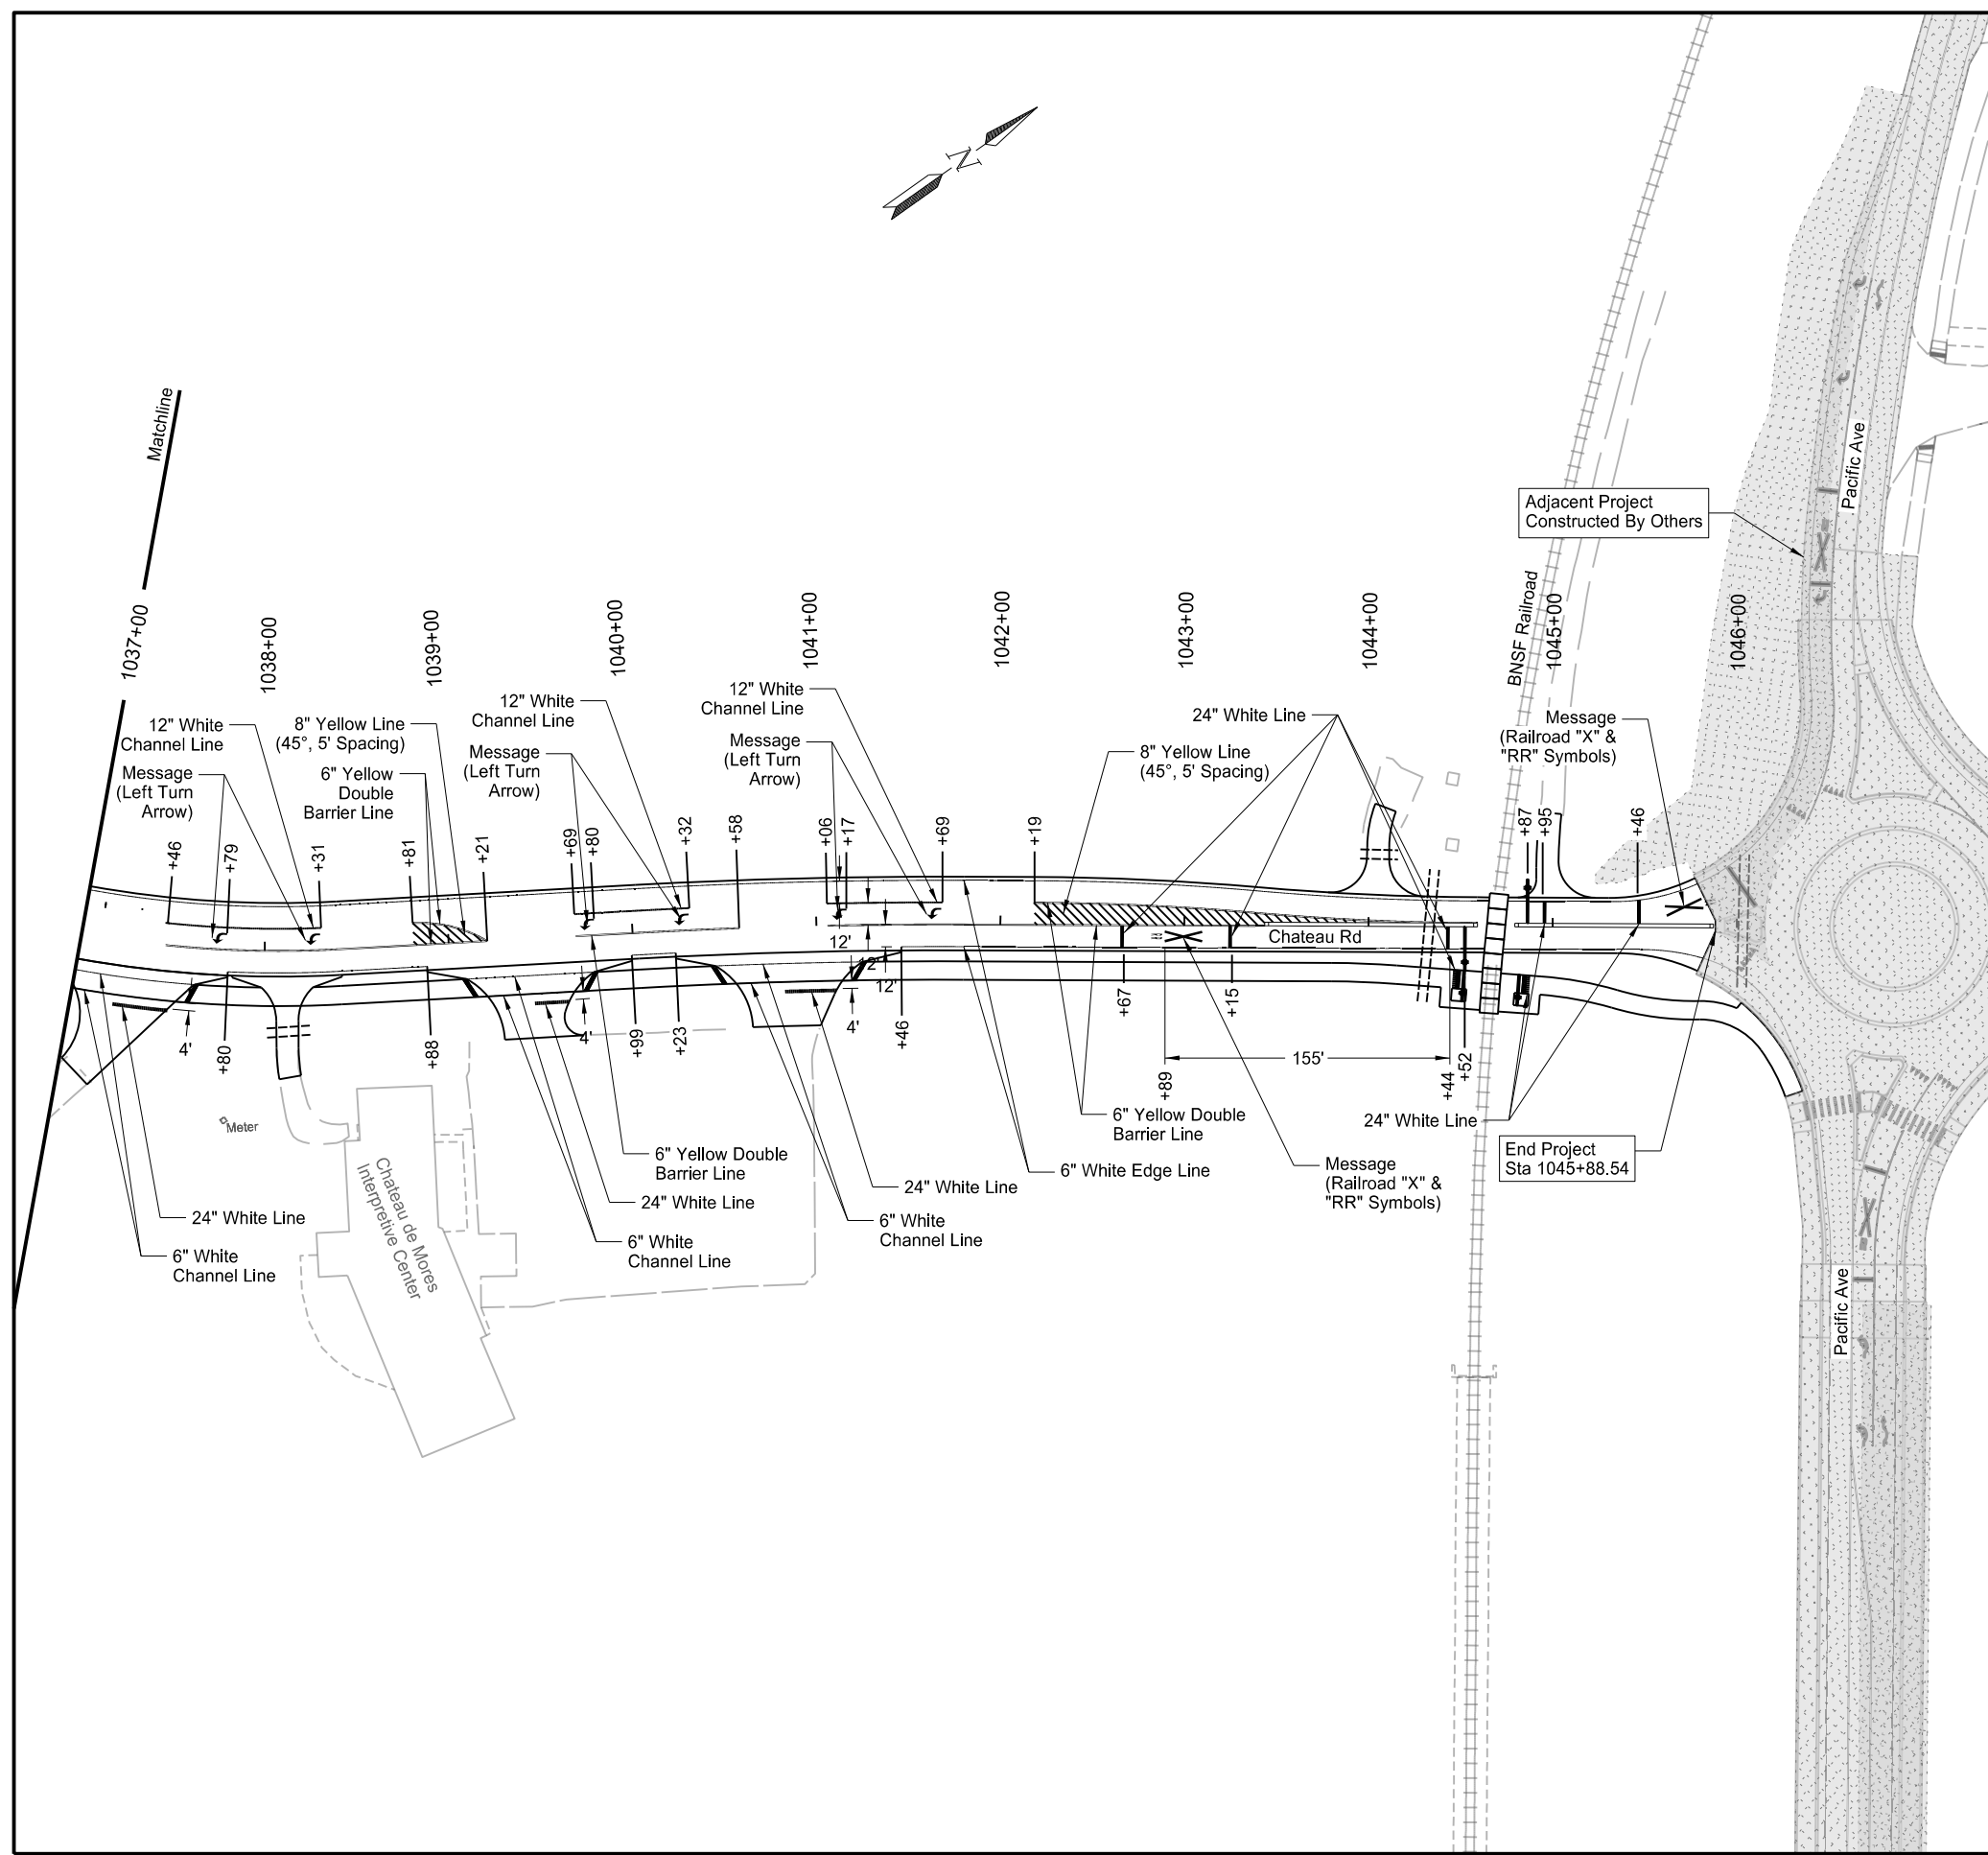 N
Matchline
1037+00
1038+00
1039+00
1040+00
1041+00
1042+00
1043+00
1044+00
1045+00
1046+00
BNSF Railroad
Pacific Ave
Adjacent Project
Constructed By Others
12" White
Channel Line
Message
(Left Turn
Arrow)
8" Yellow Line
(45°, 5' Spacing)
6" Yellow
Double
Barrier Line
12" White
Channel Line
Message
(Left Turn
Arrow)
12" White
Channel Line
Message
(Left Turn
Arrow)
24" White Line
8" Yellow Line
(45°, 5' Spacing)
Message
(Railroad "X" &
"RR" Symbols)
+46
+79
+31
+81
+21
+69
+80
+32
+58
+06
+17
+69
+19
+87
+95
+46
12'
12'
Chateau Rd
4'
+80
+88
4'
+99
+23
4'
+46
+67
+15
+89
155'
+44
+52
Meter
Chateau de Mores
Interpretive Center
24" White Line
6" White
Channel Line
6" Yellow Double
Barrier Line
24" White Line
6" White
Channel Line
24" White Line
6" White
Channel Line
6" White Edge Line
6" Yellow Double
Barrier Line
Message
(Railroad "X" &
"RR" Symbols)
24" White Line
End Project
Sta 1045+88.54
Pacific Ave